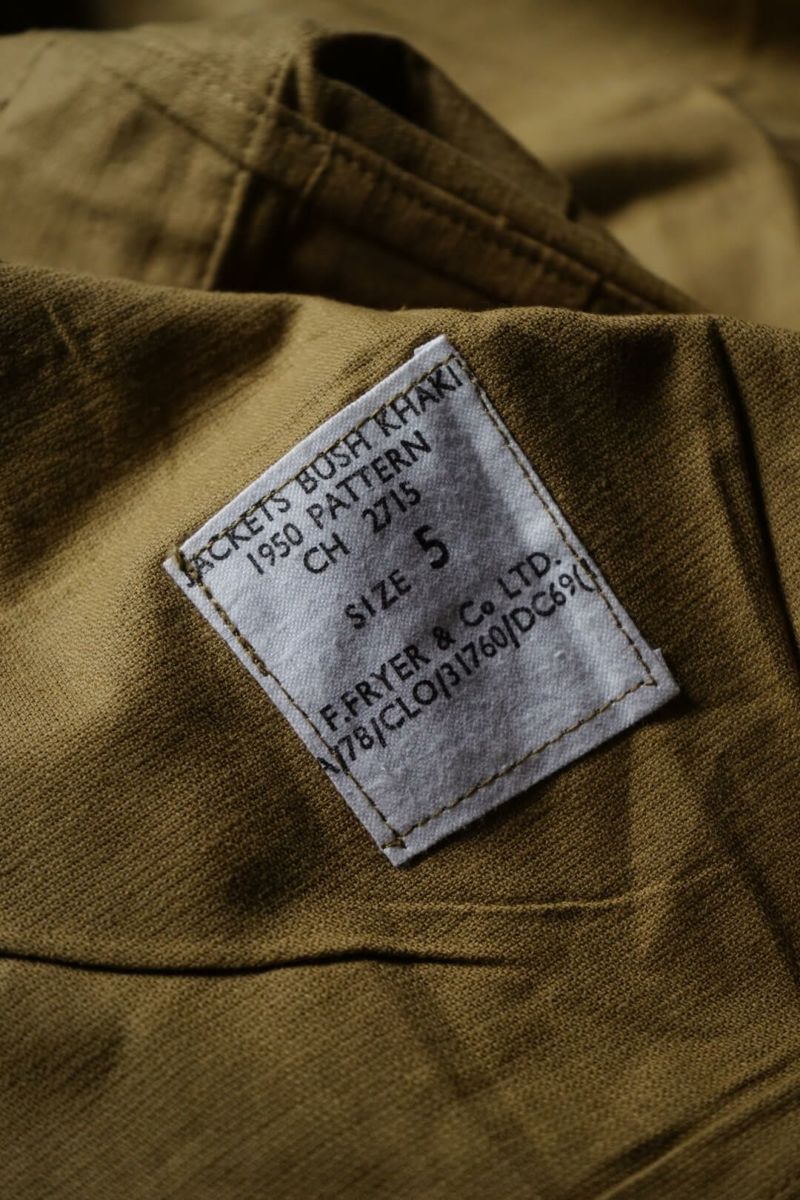 JACKETS BUSH KHAKI
1950 PATTERN
CH 2715
SIZE 5
F.FRYER & Co LTD.
A/78/CLO/31760/DC69(